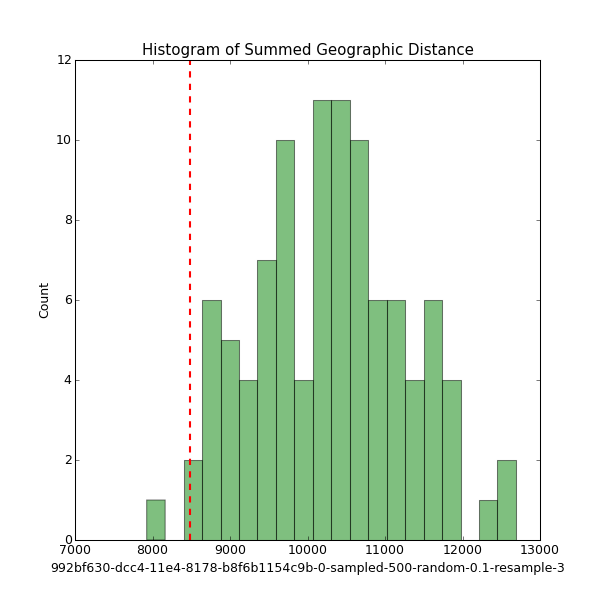 Histogram of Summed Geographic Distance
12
10
8
6
4
2
0
Count
7000 8000 9000 10000 11000 12000 13000
992bf630-dcc4-11e4-8178-b8f6b1154c9b-0-sampled-500-random-0.1-resample-3